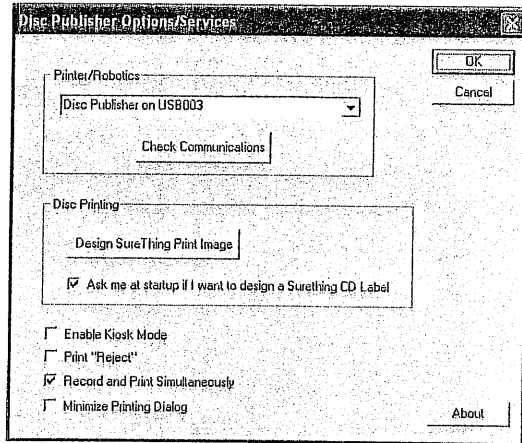 Disc Publisher Options/Services
OK
Cancel
Printer/Robotics
Disc Publisher on USB003
Check Communications
Disc Printing
Design SureThing Print Image
Ask me at startup if I want to design a Surething CD Label
Enable Kiosk Mode
Print "Reject"
Record and Print Simultaneously
Minimize Printing Dialog
About